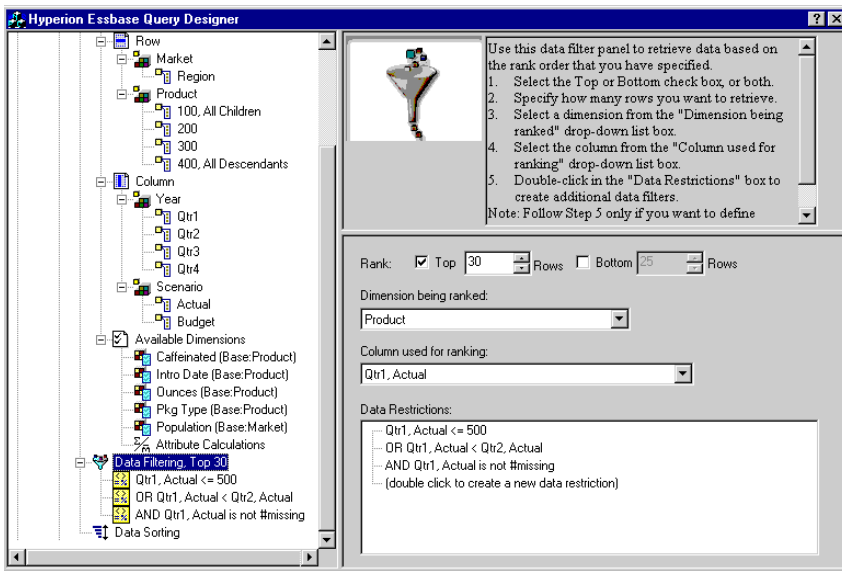 Hyperion Essbase Query Designer
Row
Market
Region
Product
100, All Children
200
300
400, All Descendants
Column
Year
Qtr1
Qtr2
Qtr3
Qtr4
Scenario
Actual
Budget
Available Dimensions
Caffeinated (Base:Product)
Intro Date (Base:Product)
Ounces (Base:Product)
Pkg Type (Base:Product)
Population (Base:Market)
Attribute Calculations
Data Filtering, Top 30
Qtr1, Actual <= 500
OR Qtr1, Actual < Qtr2, Actual
AND Qtr1, Actual is not #missing
Data Sorting
Use this data filter panel to retrieve data based on
the rank order that you have specified.
1. Select the Top or Bottom check box, or both.
2. Specify how many rows you want to retrieve.
3. Select a dimension from the "Dimension being
ranked" drop-down list box.
4. Select the column from the "Column used for
ranking" drop-down list box.
5. Double-click in the "Data Restrictions" box to
create additional data filters.
Note: Follow Step 5 only if you want to define
Rank: Top 30 Rows Bottom 25 Rows
Dimension being ranked:
Product
Column used for ranking:
Qtr1, Actual
Data Restrictions:
Qtr1, Actual <= 500
OR Qtr1, Actual < Qtr2, Actual
AND Qtr1, Actual is not #missing
(double click to create a new data restriction)